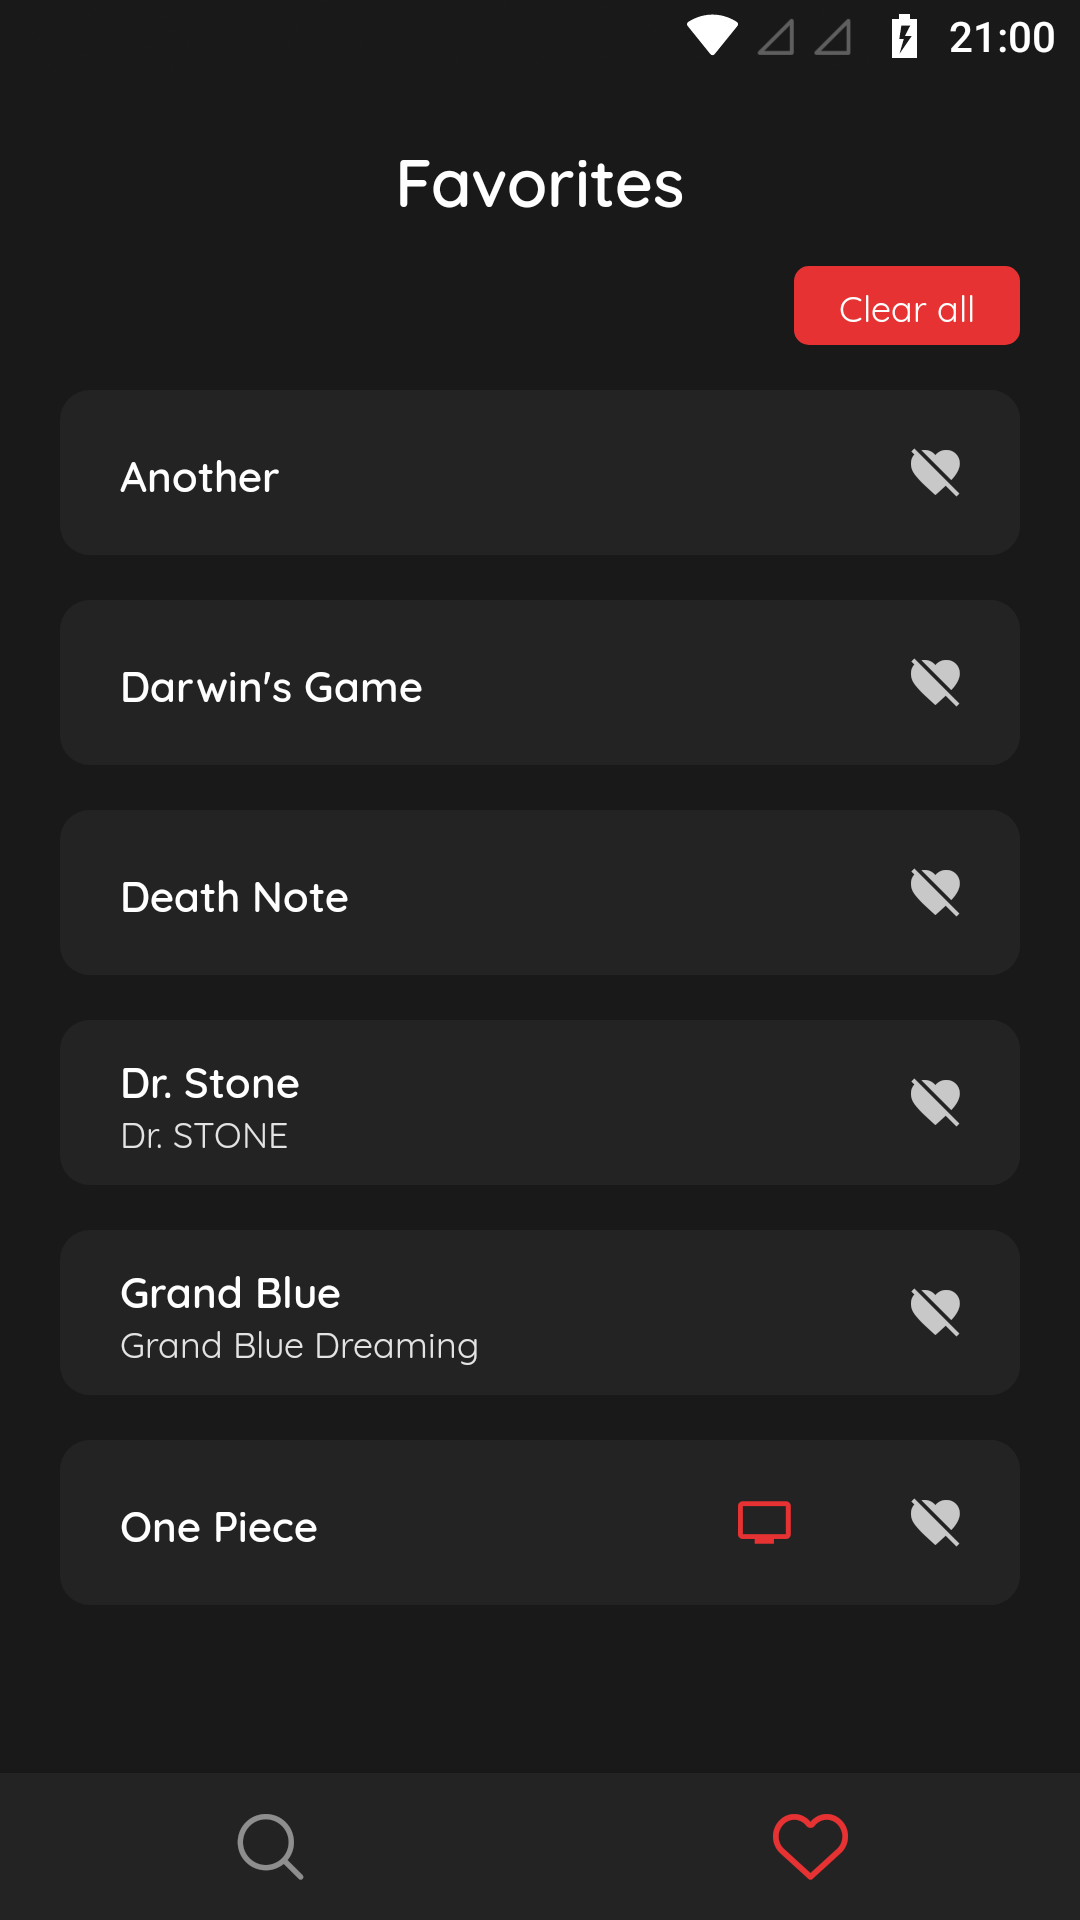 21:00
Favorites
Clear all
Another
Darwin's Game
Death Note
Dr. Stone
Dr. STONE
Grand Blue
Grand Blue Dreaming
One Piece